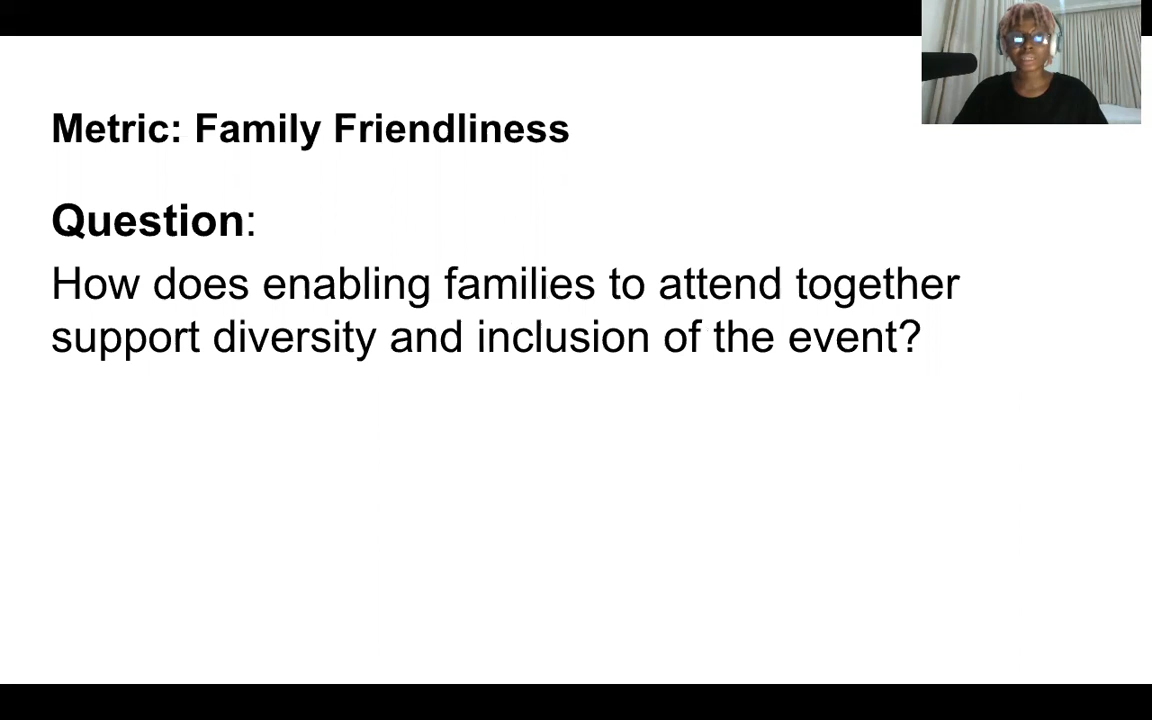 Metric: Family Friendliness
Question:
How does enabling families to attend together
support diversity and inclusion of the event?